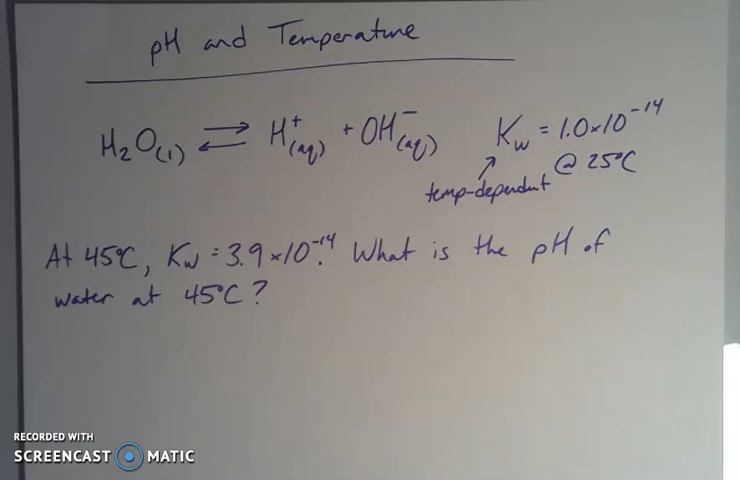 pH and Temperature
H₂O(l) ⇌ H⁺(aq) + OH⁻(aq) Kw = 1.0×10⁻¹⁴
temp-dependent @ 25°C
At 45°C, Kw = 3.9×10⁻¹⁴. What is the pH of
water at 45°C?
RECORDED WITH
SCREENCAST MATIC